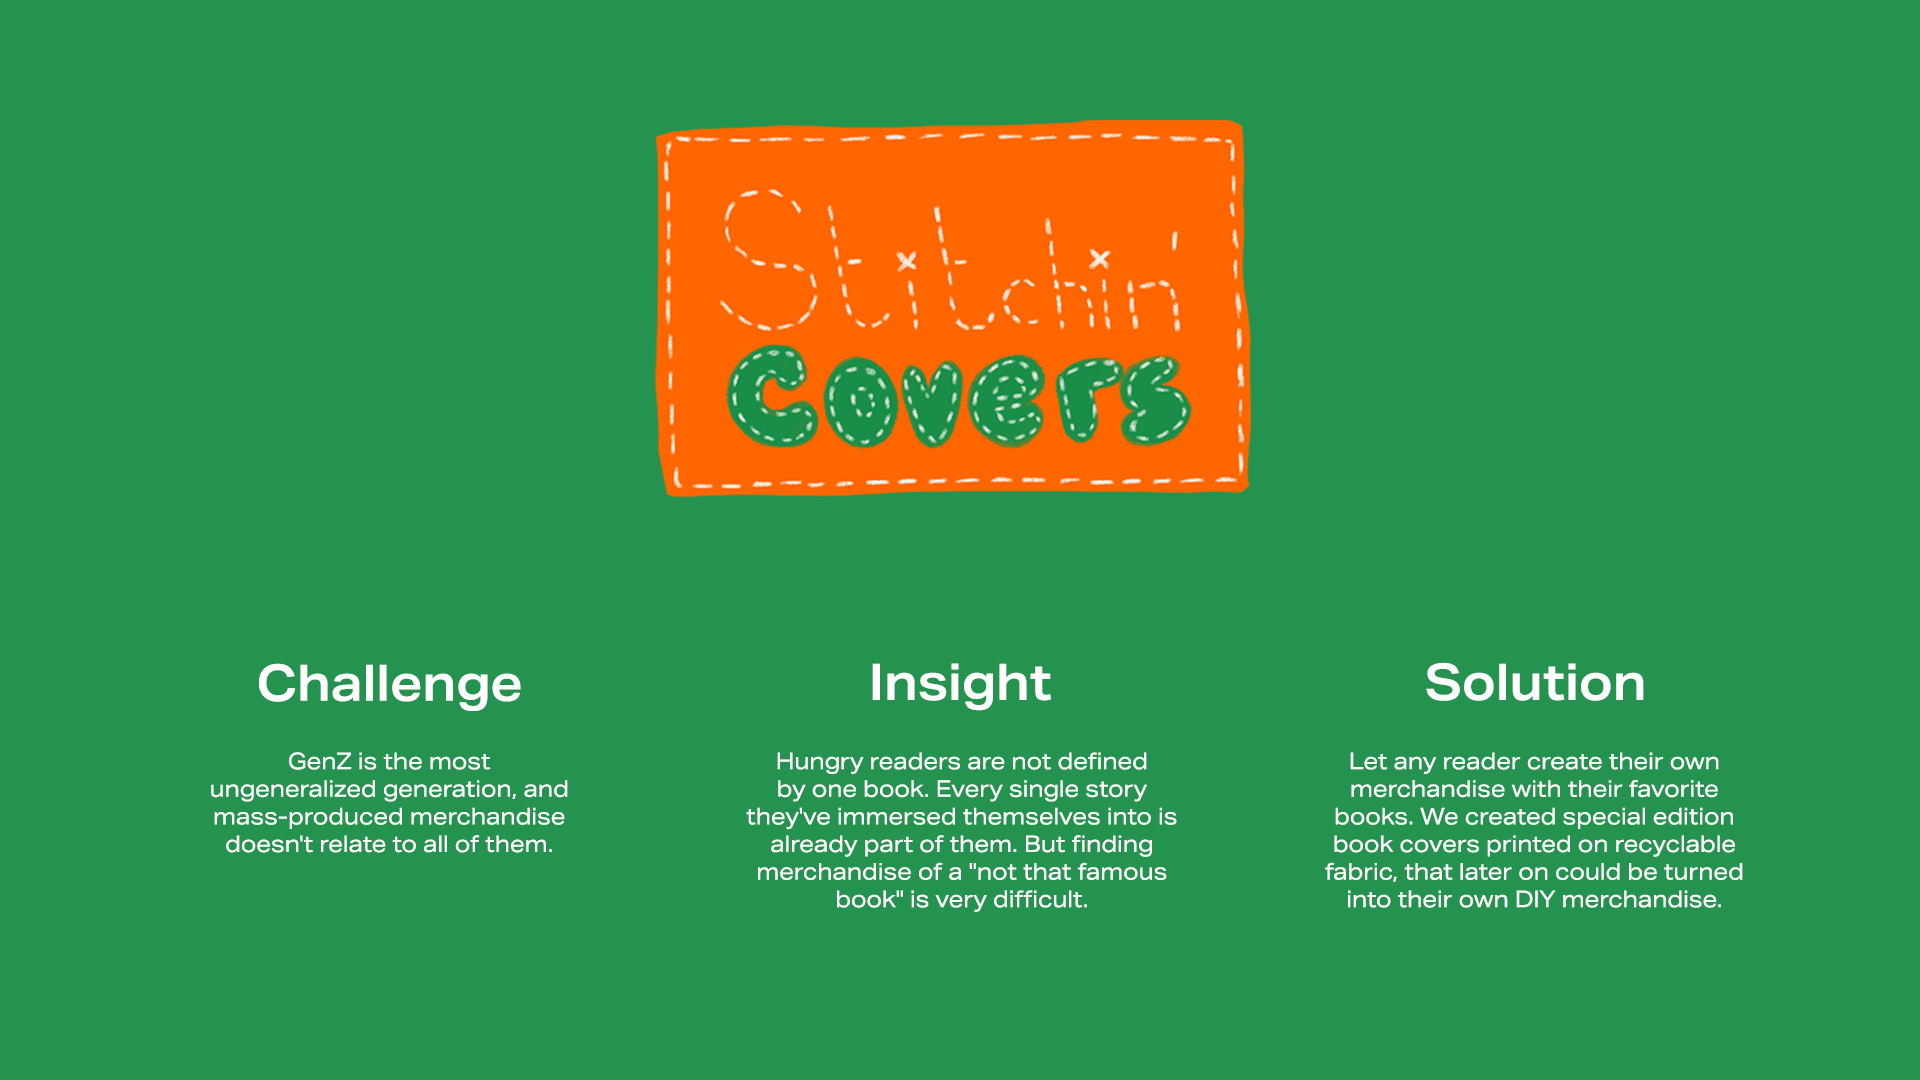 Stitchin'
Covers
Challenge
GenZ is the most
ungeneralized generation, and
mass-produced merchandise
doesn't relate to all of them.
Insight
Hungry readers are not defined
by one book. Every single story
they've immersed themselves into is
already part of them. But finding
merchandise of a "not that famous
book" is very difficult.
Solution
Let any reader create their own
merchandise with their favorite
books. We created special edition
book covers printed on recyclable
fabric, that later on could be turned
into their own DIY merchandise.